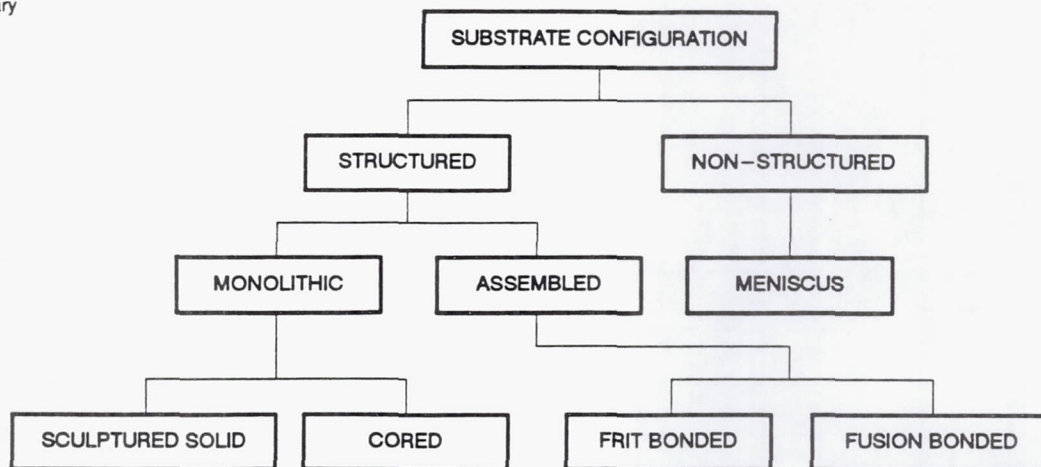 SUBSTRATE CONFIGURATION
STRUCTURED
NON-STRUCTURED
MONOLITHIC
ASSEMBLED
MENISCUS
SCULPTURED SOLID
CORED
FRIT BONDED
FUSION BONDED